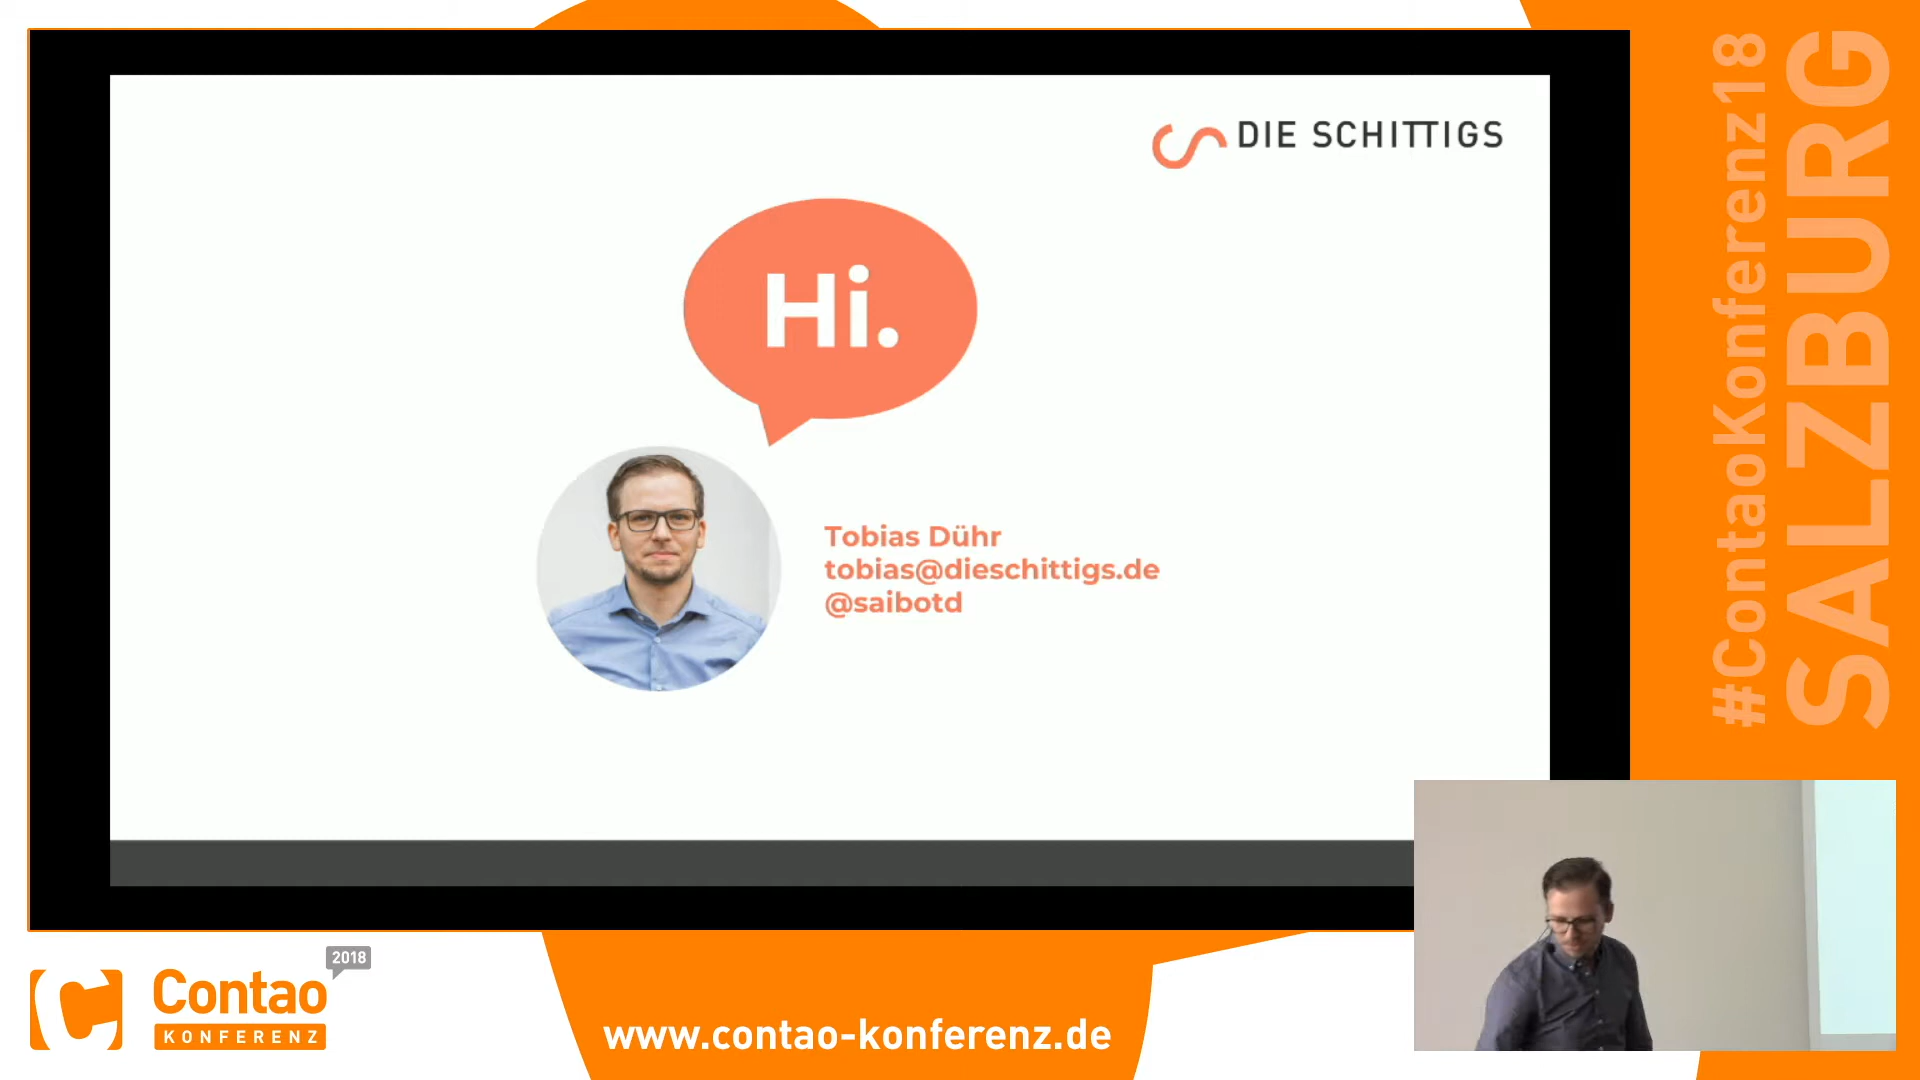 DIE SCHITTIGS
Hi.
Tobias Dühr
tobias@dieschittigs.de
@saibotd
#ContaoKonferenz18
SALZBURG
2018
Contao
KONFERENZ
www.contao-konferenz.de